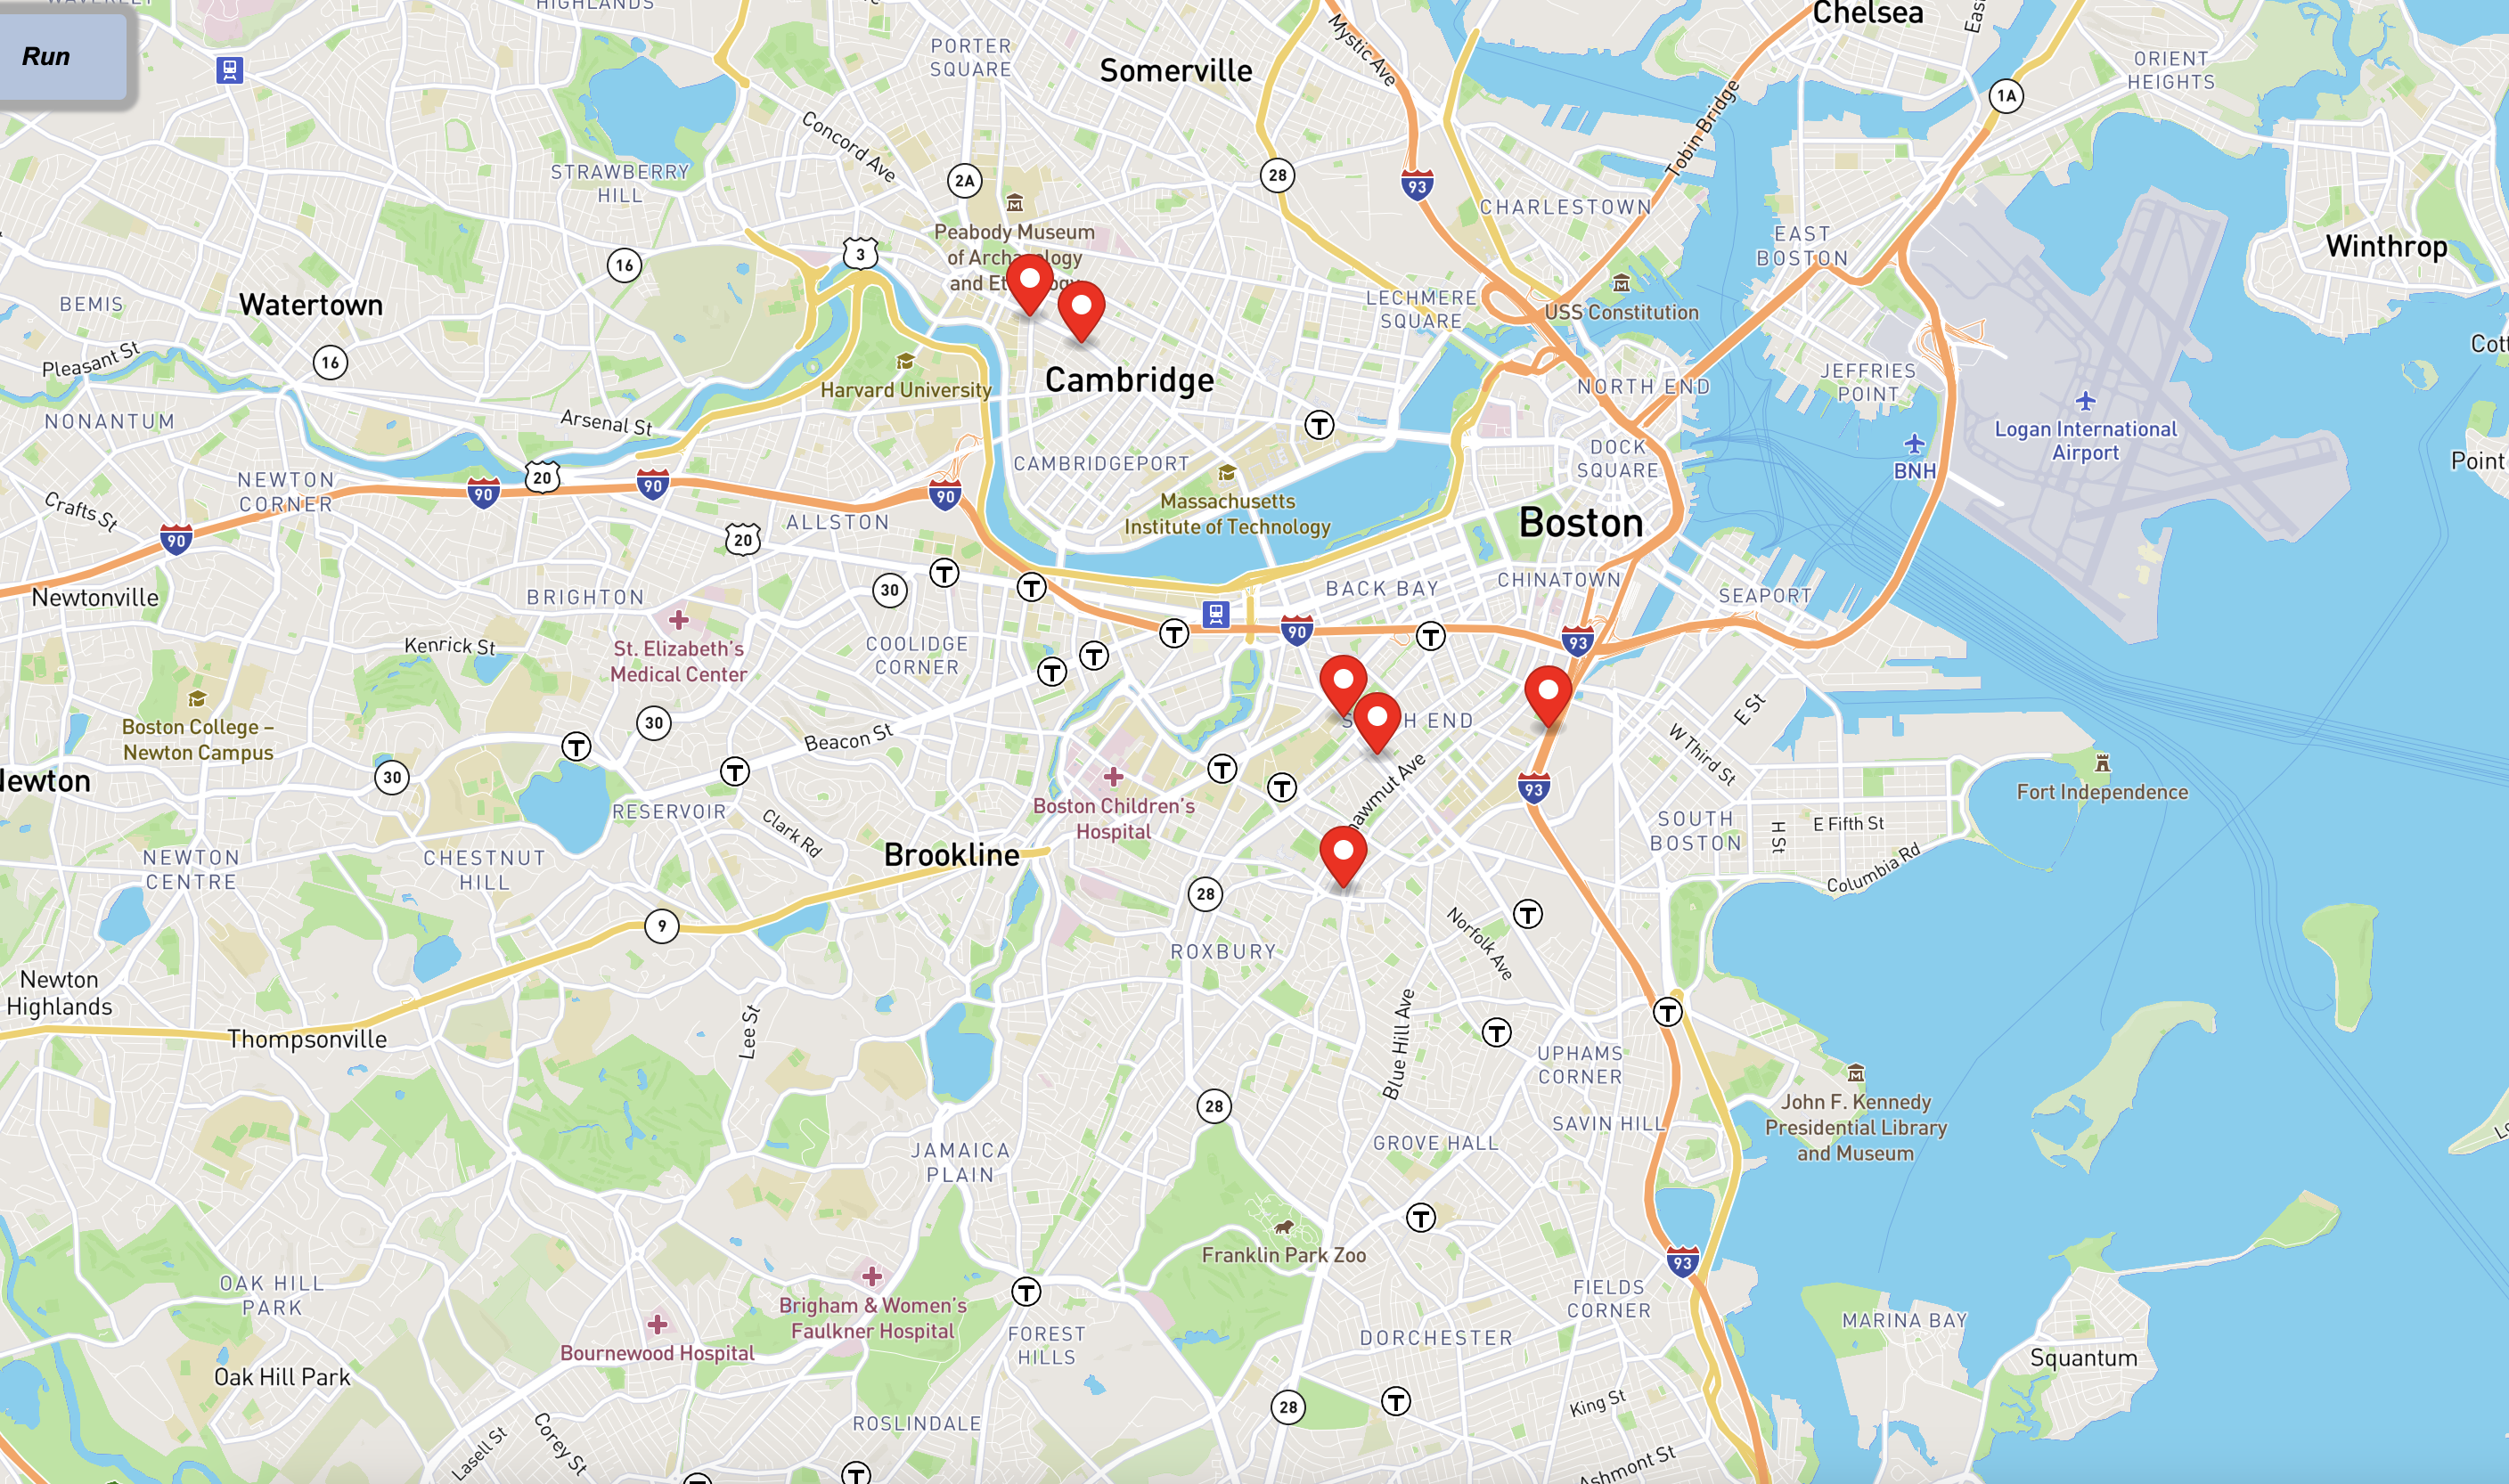 HIGHLANDS
Chelsea
Run
PORTER
SQUARE
Somerville
Mystic Ave
ORIENT
HEIGHTS
1A
Concord Ave
Tobin Bridge
STRAWBERRY
HILL
2A
28
93
CHARLESTOWN
Peabody Museum
EAST
BOSTON
Winthrop
3
16
BEMIS
Watertown
LECHMERE
SQUARE
USS Constitution
Pleasant St
16
Harvard University
Cambridge
NORTH END
JEFFRIES
POINT
NONANTUM
Arsenal St
Logan International
Airport
DOCK
SQUARE
BNH
Point
NEWTON
CORNER
20
90
90
90
CAMBRIDGEPORT
Massachusetts
Institute of Technology
Crafts St
90
20
ALLSTON
Boston
T
T
T
30
BACK BAY
CHINATOWN
SEAPORT
Newtonville
BRIGHTON
St. Elizabeth's
Medical Center
Kenrick St
COOLIDGE
CORNER
T
T
T
90
T
93
Boston College –
Newton Campus
30
Beacon St
E St
W Third St
30
T
T
T
T
93
RESERVOIR
Clark Rd
Boston Children's
Hospital
Fort Independence
E Fifth St
H St
SOUTH
BOSTON
Columbia Rd
NEWTON
CENTRE
CHESTNUT
HILL
Brookline
28
T
9
ROXBURY
Norfolk Ave
Newton
Highlands
Thompsonville
Lee St
Blue Hill Ave
T
T
UPHAMS
CORNER
John F. Kennedy
Presidential Library
and Museum
28
SAVIN HILL
GROVE HALL
JAMAICA
PLAIN
T
Franklin Park Zoo
93
OAK HILL
PARK
Brigham & Women's
Faulkner Hospital
T
FIELDS
CORNER
MARINA BAY
Bournewood Hospital
FOREST
HILLS
DORCHESTER
Squantum
Oak Hill Park
28
T
King St
ROSLINDALE
Lasell St
Corey St
Ashmont St
T